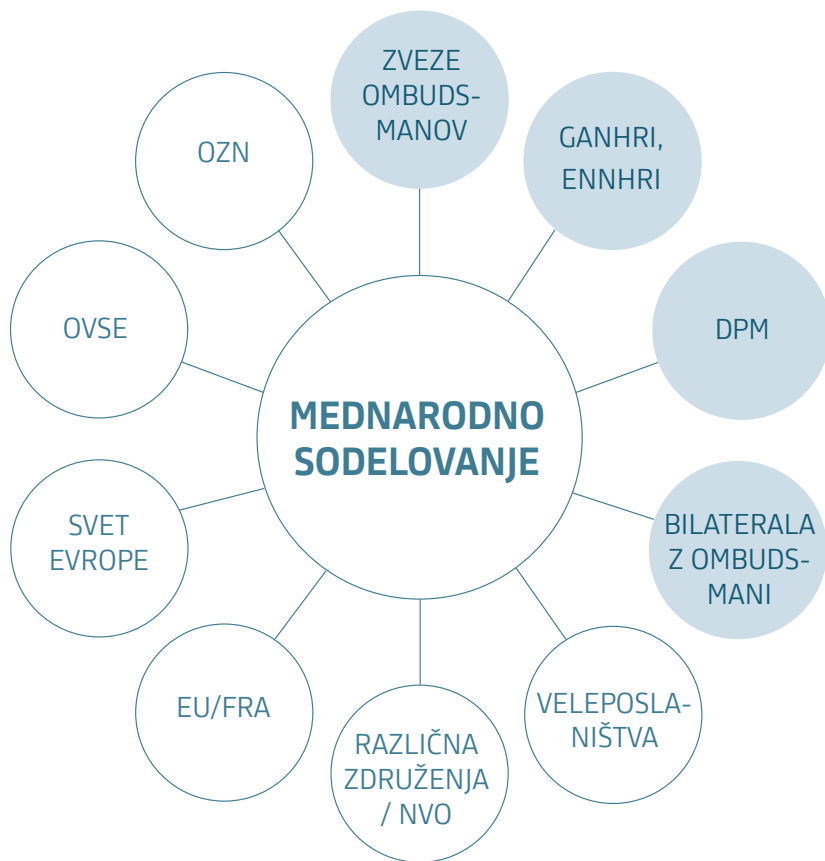 ZVEZE
OMBUDS-
MANOV
GANHRI,
ENNHRI
DPM
BILATERALA
Z OMBUDS-
MANI
VELEPOSLA-
NIŠTVA
RAZLIČNA
ZDRUŽENJA
/ NVO
EU/FRA
SVET
EVROPE
OVSE
OZN
MEDNARODNO
SODELOVANJE